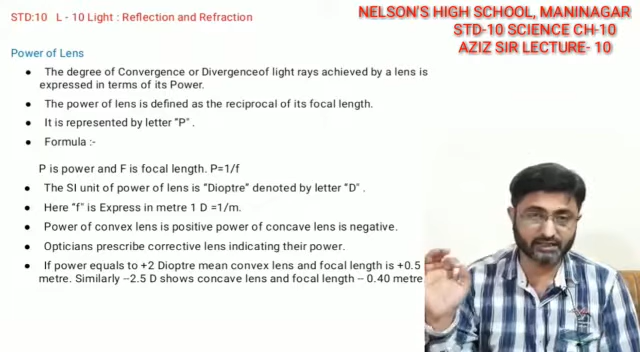 STD:10 L - 10 Light : Reflection and Refraction
NELSON'S HIGH SCHOOL, MANINAGAR
STD-10 SCIENCE CH-10
AZIZ SIR LECTURE- 10
Power of Lens
The degree of Convergence or Divergenceof light rays achieved by a lens is
expressed in terms of its Power.
The power of lens is defined as the reciprocal of its focal length.
It is represented by letter "P" .
Formula :-
P is power and F is focal length. P=1/f
The SI unit of power of lens is "Dioptre" denoted by letter "D" .
Here "f" is Express in metre 1 D =1/m.
Power of convex lens is positive power of concave lens is negative.
Opticians prescribe corrective lens indicating their power.
If power equals to +2 Dioptre mean convex lens and focal length is +0.5
metre. Similarly –2.5 D shows concave lens and focal length – 0.40 metre